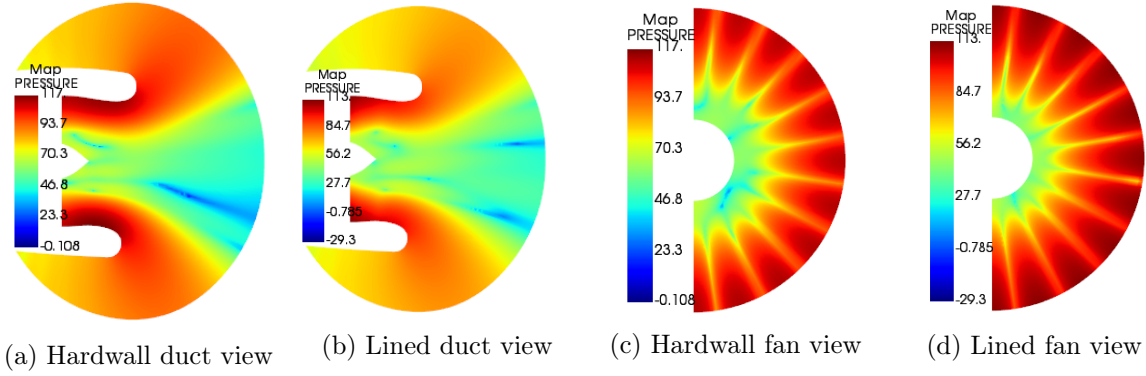 Map
PRESSURE
117.
93.7
70.3
46.8
23.3
-0.108
Map
PRESSURE
113.
84.7
56.2
27.7
-0.785
-29.3
Map
PRESSURE
117.
93.7
70.3
46.8
23.3
-0.108
Map
PRESSURE
113.
84.7
56.2
27.7
-0.785
-29.3
(a) Hardwall duct view
(b) Lined duct view
(c) Hardwall fan view
(d) Lined fan view